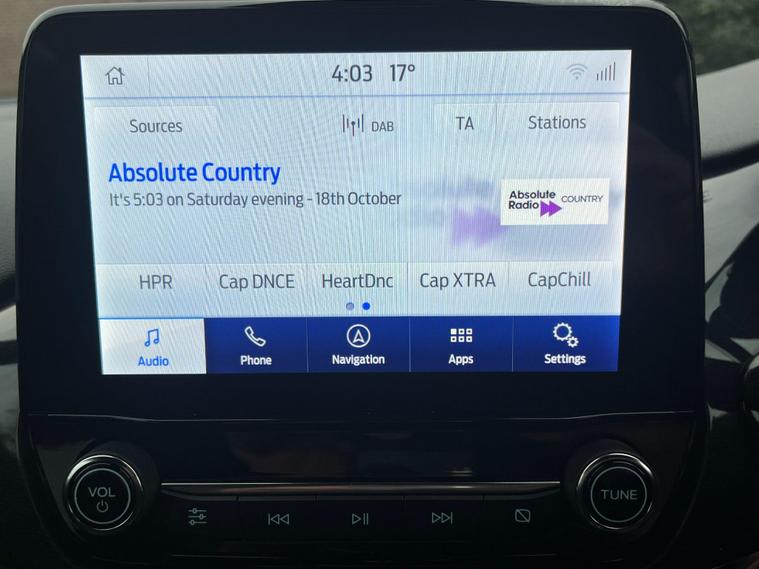 4:03 17°
Sources DAB TA Stations
Absolute Country
It's 5:03 on Saturday evening - 18th October
Absolute
Radio COUNTRY
HPR Cap DNCE HeartDnc Cap XTRA CapChill
Audio Phone Navigation Apps Settings
VOL TUNE